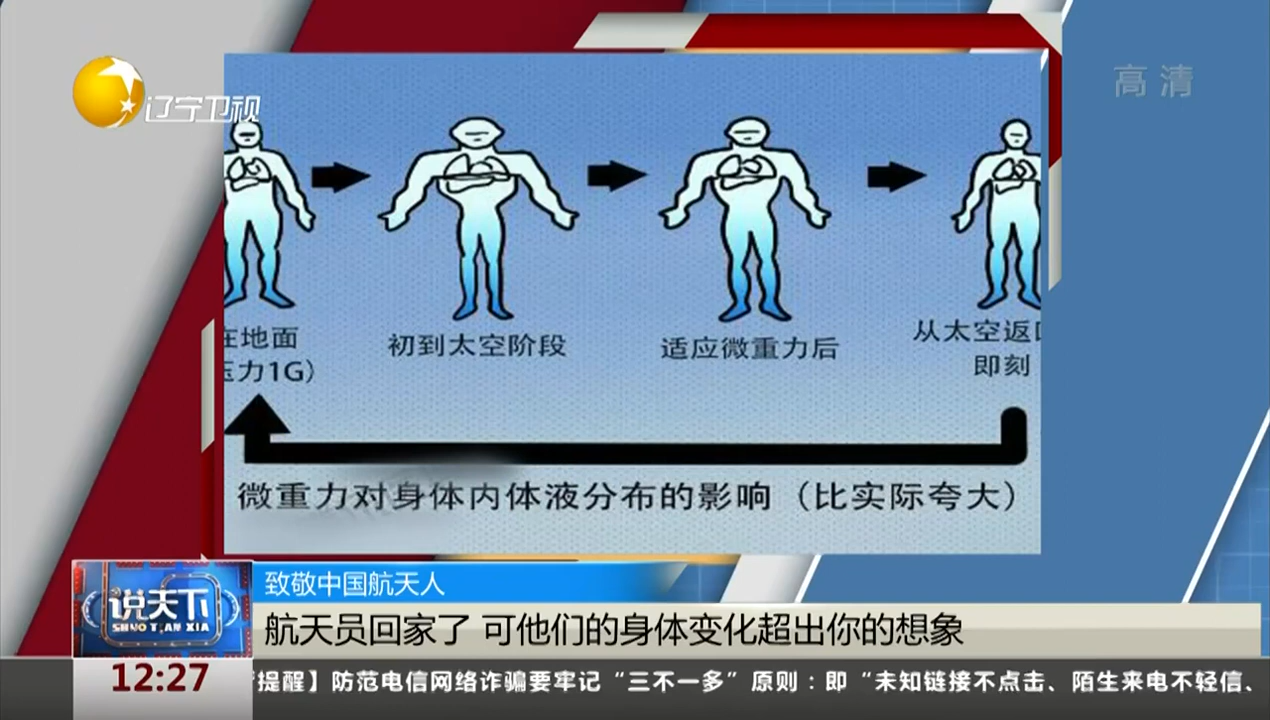 辽宁卫视
高清
在地面
压力1G）
初到太空阶段
适应微重力后
从太空返回
即刻
微重力对身体内体液分布的影响（比实际夸大）
说天下
SHUO TIAN XIA
致敬中国航天人
航天员回家了 可他们的身体变化超出你的想象
12:27
提醒】防范电信网络诈骗要牢记“三不一多”原则：即“未知链接不点击、陌生来电不轻信、